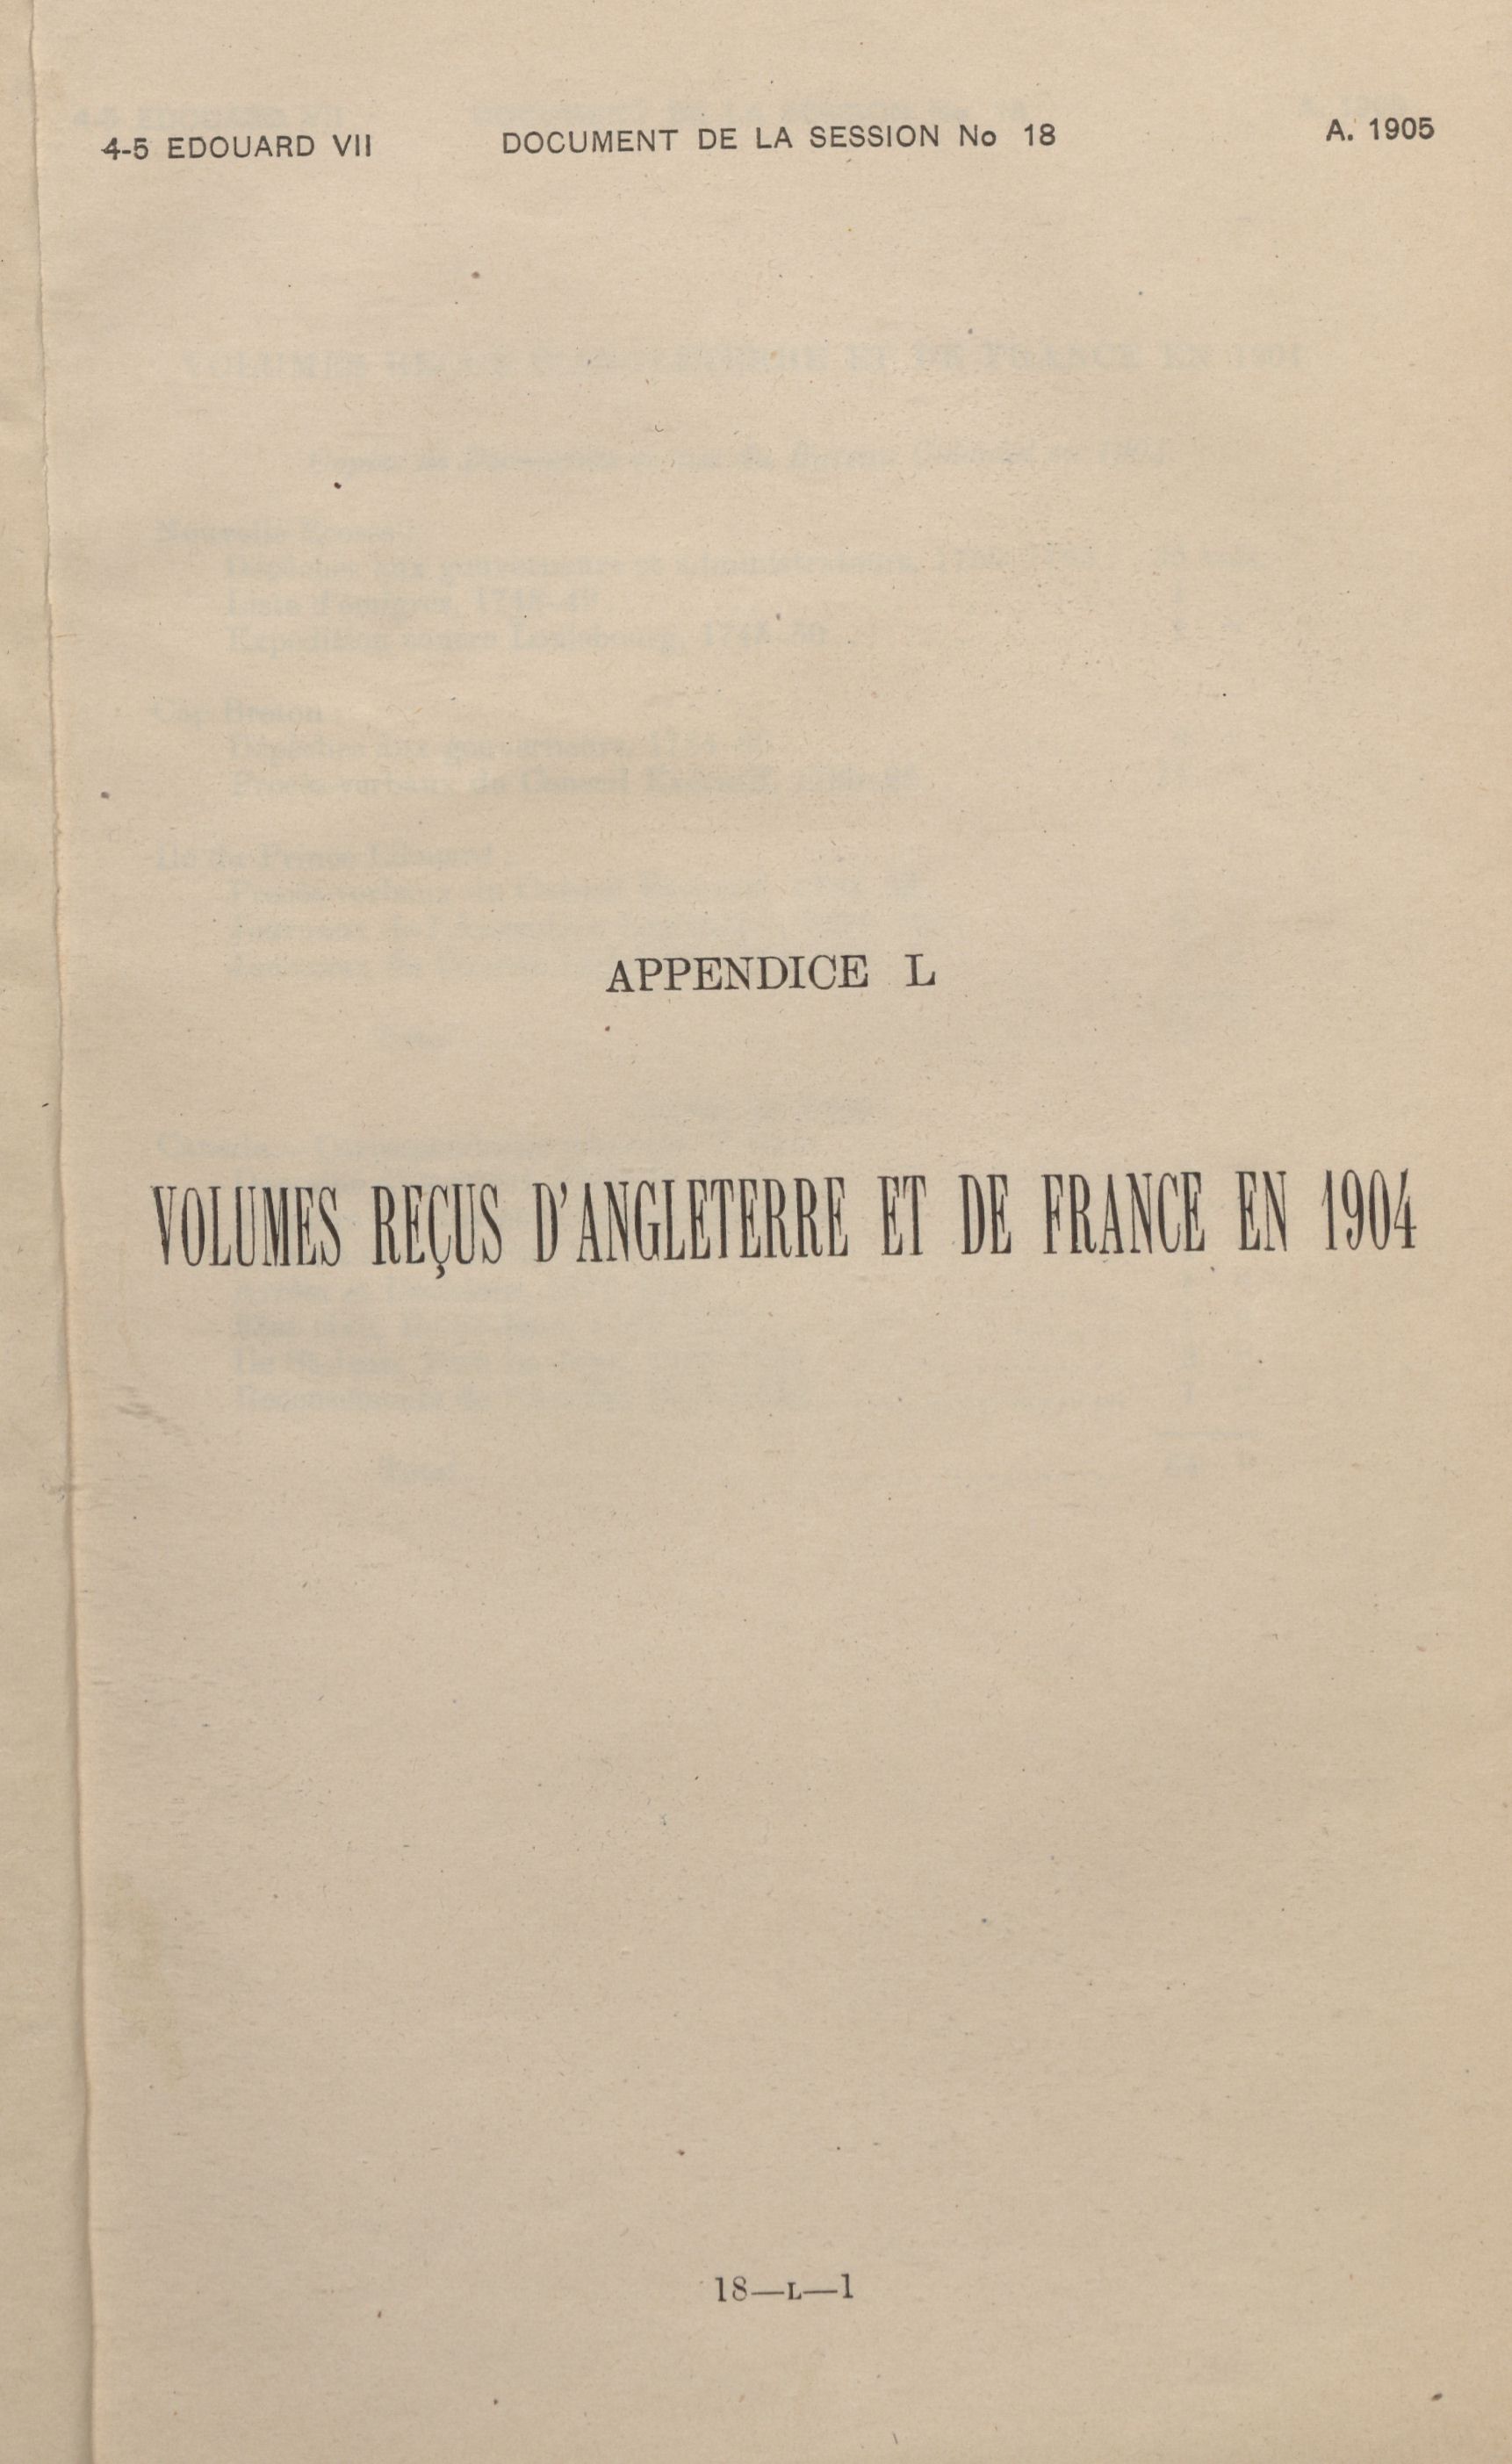 4-5 EDOUARD VII DOCUMENT DE LA SESSION No 18 A. 1905
APPENDICE L
VOLUMES REÇUS D'ANGLETERRE ET DE FRANCE EN 1904
18—L—1